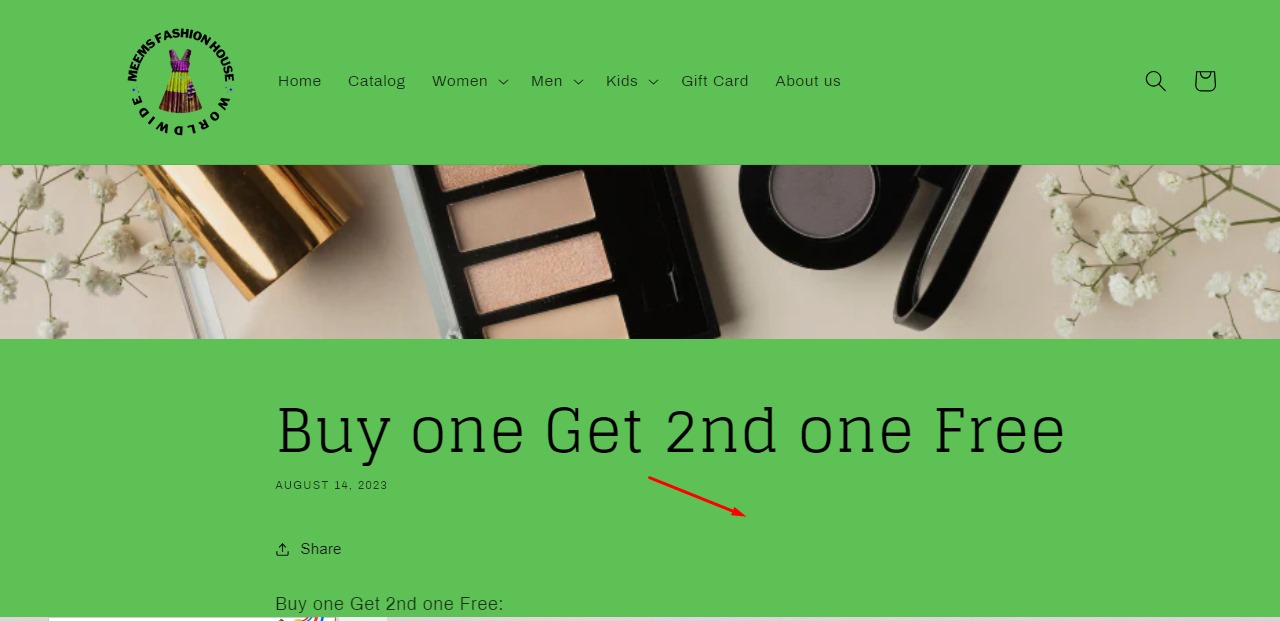 MEEMS FASHION HOUSE
WORLDWIDE
Home Catalog Women Men Kids Gift Card About us
Buy one Get 2nd one Free
AUGUST 14, 2023
Share
Buy one Get 2nd one Free: